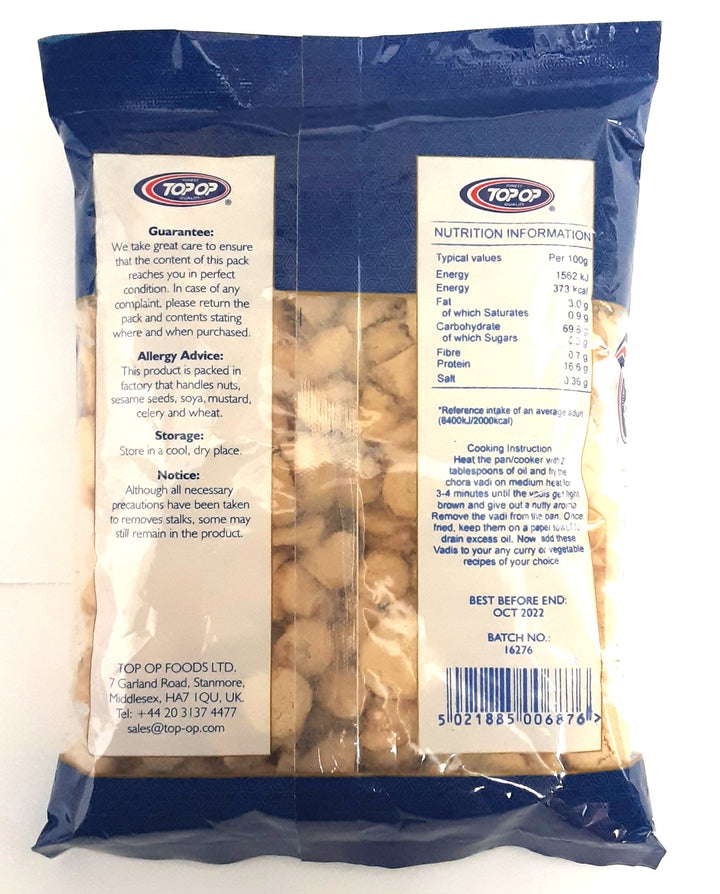 FINEST
TOP OP
QUALITY
®
Guarantee:
We take great care to ensure
that the content of this pack
reaches you in perfect
condition. In case of any
complaint, please return the
pack and contents stating
where and when purchased.
Allergy Advice:
This product is packed in
factory that handles nuts,
sesame seeds, soya, mustard,
celery and wheat.
Storage:
Store in a cool, dry place.
Notice:
Although all necessary
precautions have been taken
to removes stalks, some may
still remain in the product.
TOP OP FOODS LTD.
7 Garland Road, Stanmore,
Middlesex, HA7 1QU, UK.
Tel: +44 20 3137 4477
sales@top-op.com
FINEST
TOP OP
QUALITY
®
NUTRITION INFORMATION
Typical values Per 100g
Energy 1562 kJ
Energy 373 kcal
Fat 3.0 g
of which Saturates 0.9 g
Carbohydrate 69.8 g
of which Sugars g
Fibre 0.7 g
Protein 16.6 g
Salt 0.36 g
*Reference intake of an average adult
(8400kJ/2000kcal)
Cooking Instruction
Heat the pan/cooker with 2
tablespoons of oil and fry the
chora vadi on medium heat for
3-4 minutes until the vadis get light
brown and give out a nutty aroma
Remove the vadi from the pan. Once
fried, keep them on a paper towel to
drain excess oil. Now add these
Vadis to your any curry or vegetable
recipes of your choice
BEST BEFORE END:
OCT 2022
BATCH NO.:
16276
5 021885 006876 >